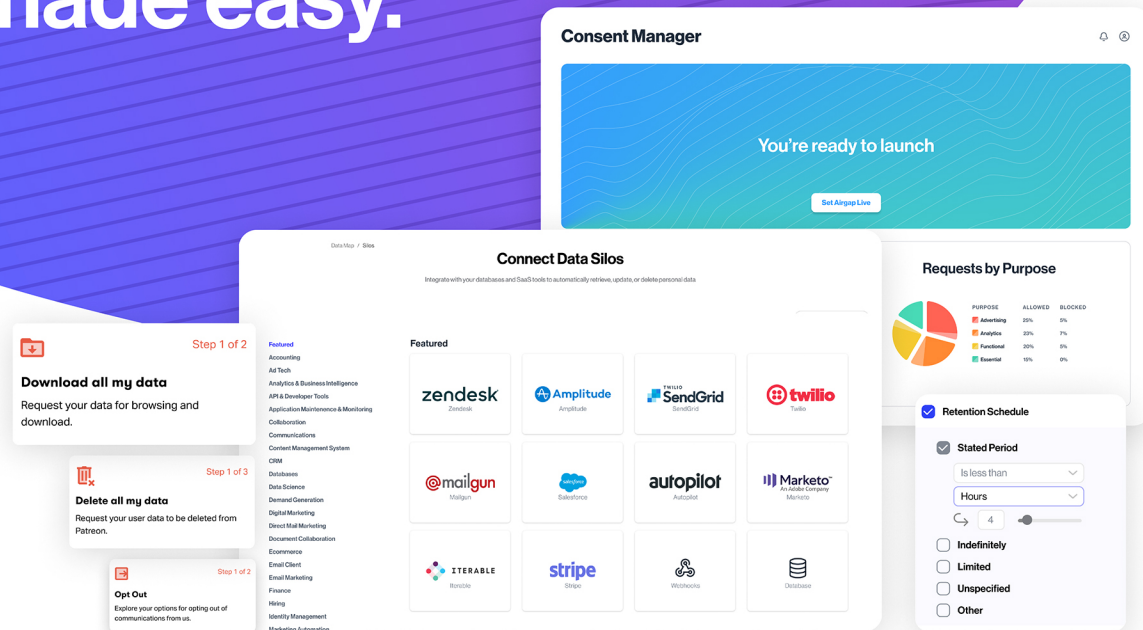 made easy.
Consent Manager
You're ready to launch
Set Airgap Live
Data Map / Silos
Connect Data Silos
Integrate with your databases and SaaS tools to automatically retrieve, update, or delete personal data
Featured
Accounting
Ad Tech
Analytics & Business Intelligence
API & Developer Tools
Application Maintenence & Monitoring
Collaboration
Communications
Content Management System
CRM
Databases
Data Science
Demand Generation
Digital Marketing
Direct Mail Marketing
Document Collaboration
Ecommerce
Email Client
Email Marketing
Finance
Hiring
Identity Management
Marketing Automation
Featured
zendesk
Zendesk
Amplitude
Amplitude
TWILIO
SendGrid
SendGrid
twilio
Twilio
@mailgun
Mailgun
salesforce
Salesforce
autopilot
Autopilot
Marketo
An Adobe Company
Marketo
ITERABLE
Iterable
stripe
Stripe
Webhooks
Database
Step 1 of 2
Download all my data
Request your data for browsing and
download.
Step 1 of 3
Delete all my data
Request your user data to be deleted from
Patreon.
Step 1 of 2
Opt Out
Explore your options for opting out of
communications from us.
Requests by Purpose
PURPOSE ALLOWED BLOCKED
Advertising 25% 5%
Analytics 23% 7%
Functional 20% 5%
Essential 15% 0%
Retention Schedule
Stated Period
Is less than
Hours
4
Indefinitely
Limited
Unspecified
Other